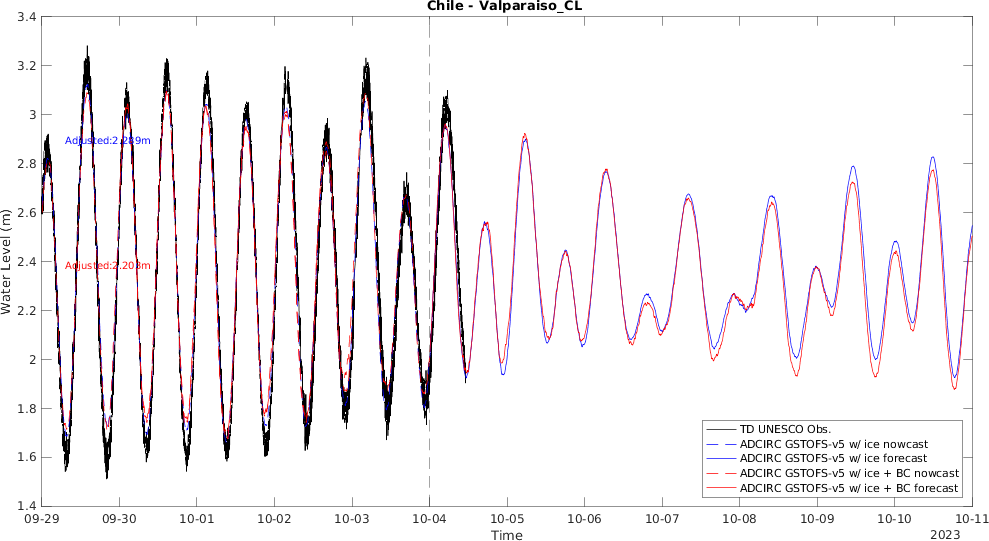 Chile - Valparaiso_CL
3.4
3.2
3
2.8
2.6
2.4
2.2
2
1.8
1.6
1.4
Water Level (m)
Adjusted:2.209m
Adjusted:2.203m
TD UNESCO Obs.
ADCIRC GSTOFS-v5 w/ ice nowcast
ADCIRC GSTOFS-v5 w/ ice forecast
ADCIRC GSTOFS-v5 w/ ice + BC nowcast
ADCIRC GSTOFS-v5 w/ ice + BC forecast
09-29 09-30 10-01 10-02 10-03 10-04 10-05 10-06 10-07 10-08 10-09 10-10 10-11
Time
2023